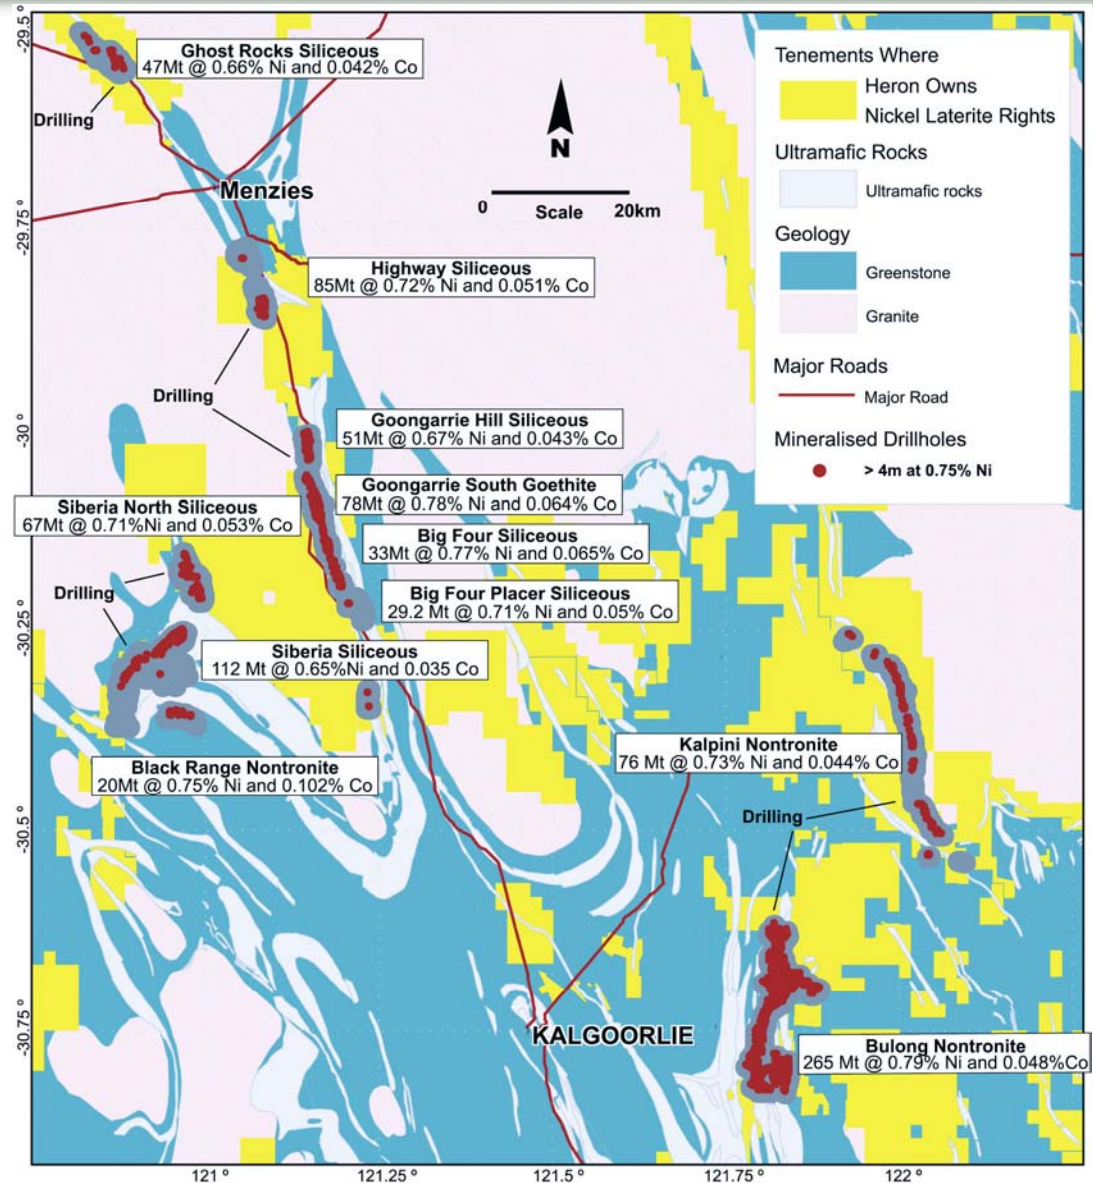 -29.5 °
Ghost Rocks Siliceous
47Mt @ 0.66% Ni and 0.042% Co
Drilling
Menzies
N
0 Scale 20km
Tenements Where
Heron Owns
Nickel Laterite Rights
Ultramafic Rocks
Ultramafic rocks
Geology
Greenstone
Granite
Major Roads
Major Road
Mineralised Drillholes
> 4m at 0.75% Ni
-29.75 °
Highway Siliceous
85Mt @ 0.72% Ni and 0.051% Co
Drilling
-30 °
Goongarrie Hill Siliceous
51Mt @ 0.67% Ni and 0.043% Co
Goongarrie South Goethite
78Mt @ 0.78% Ni and 0.064% Co
Siberia North Siliceous
67Mt @ 0.71%Ni and 0.053% Co
Big Four Siliceous
33Mt @ 0.77% Ni and 0.065% Co
Drilling
Big Four Placer Siliceous
29.2 Mt @ 0.71% Ni and 0.05% Co
-30.25 °
Siberia Siliceous
112 Mt @ 0.65%Ni and 0.035 Co
Kalpini Nontronite
76 Mt @ 0.73% Ni and 0.044% Co
Black Range Nontronite
20Mt @ 0.75% Ni and 0.102% Co
Drilling
-30.5 °
-30.75 °
KALGOORLIE
Bulong Nontronite
265 Mt @ 0.79% Ni and 0.048%Co
121 ° 121.25 ° 121.5 ° 121.75 ° 122 °